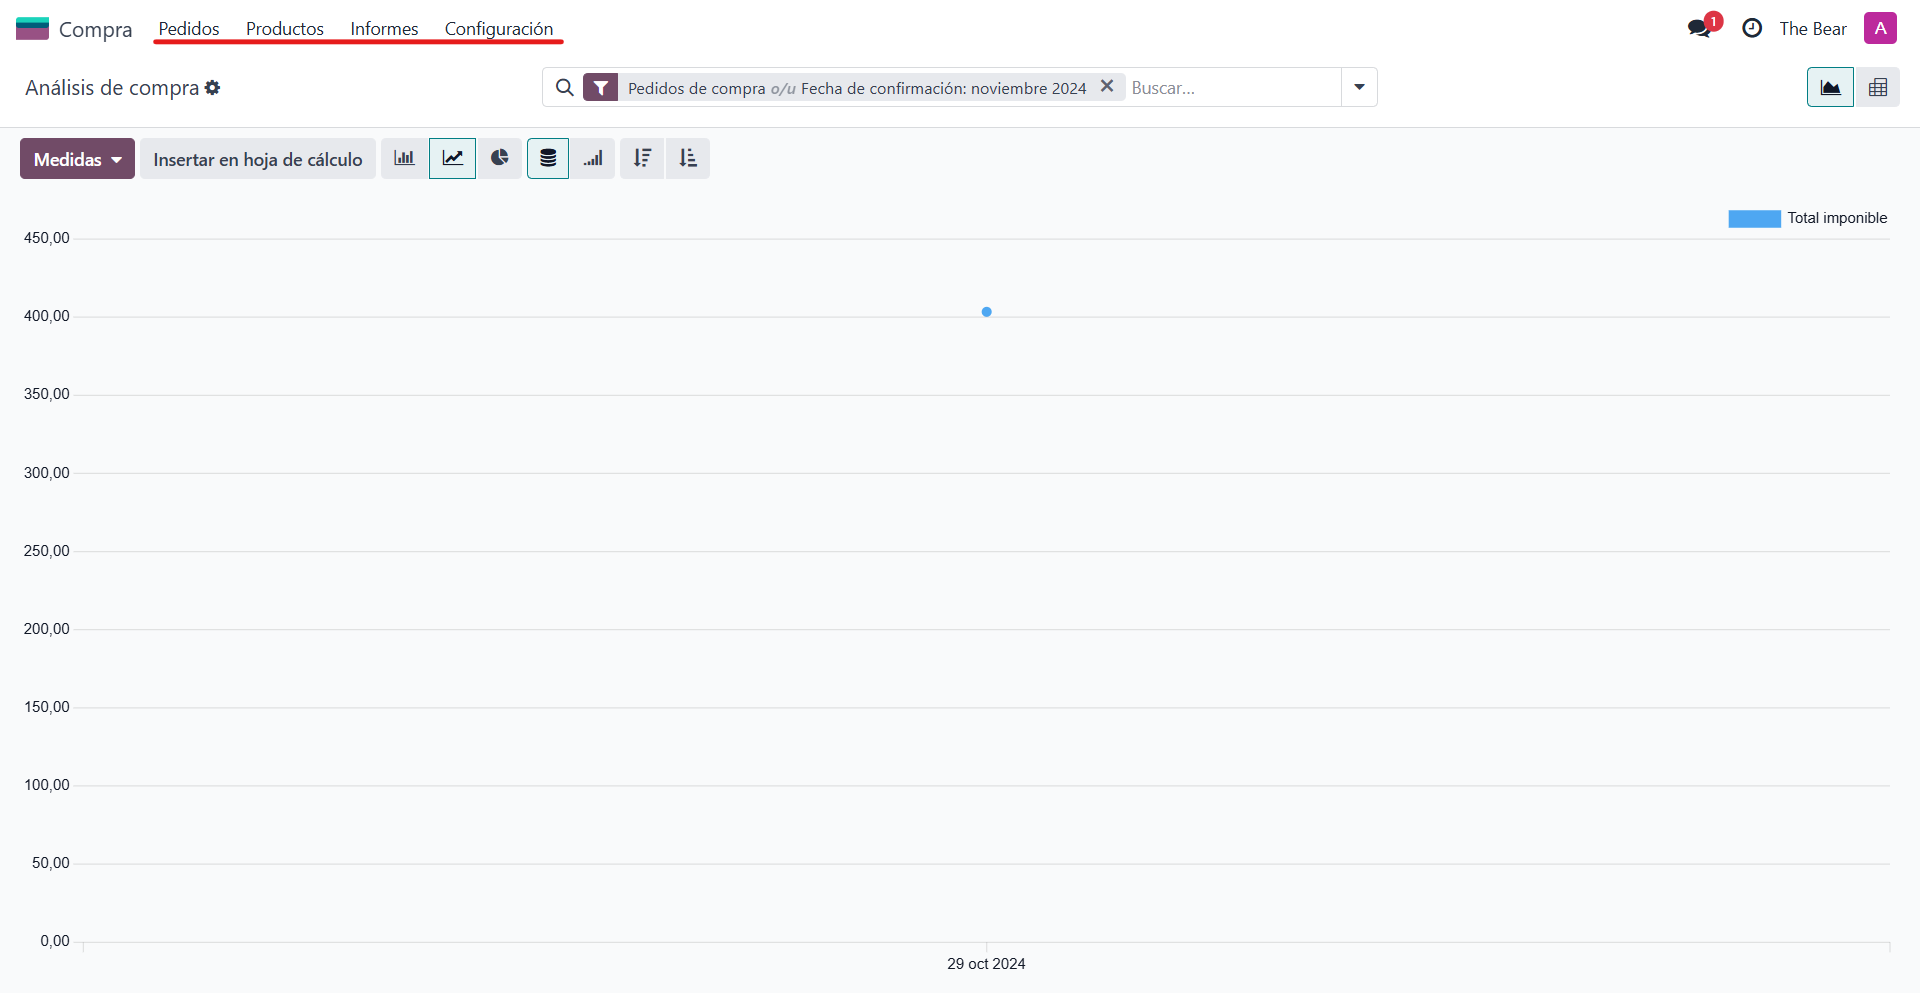 Compra Pedidos Productos Informes Configuración 1 The Bear A
Análisis de compra Pedidos de compra o/u Fecha de confirmación: noviembre 2024 Buscar...
Medidas Insertar en hoja de cálculo
Total imponible
450,00
400,00
350,00
300,00
250,00
200,00
150,00
100,00
50,00
0,00
29 oct 2024